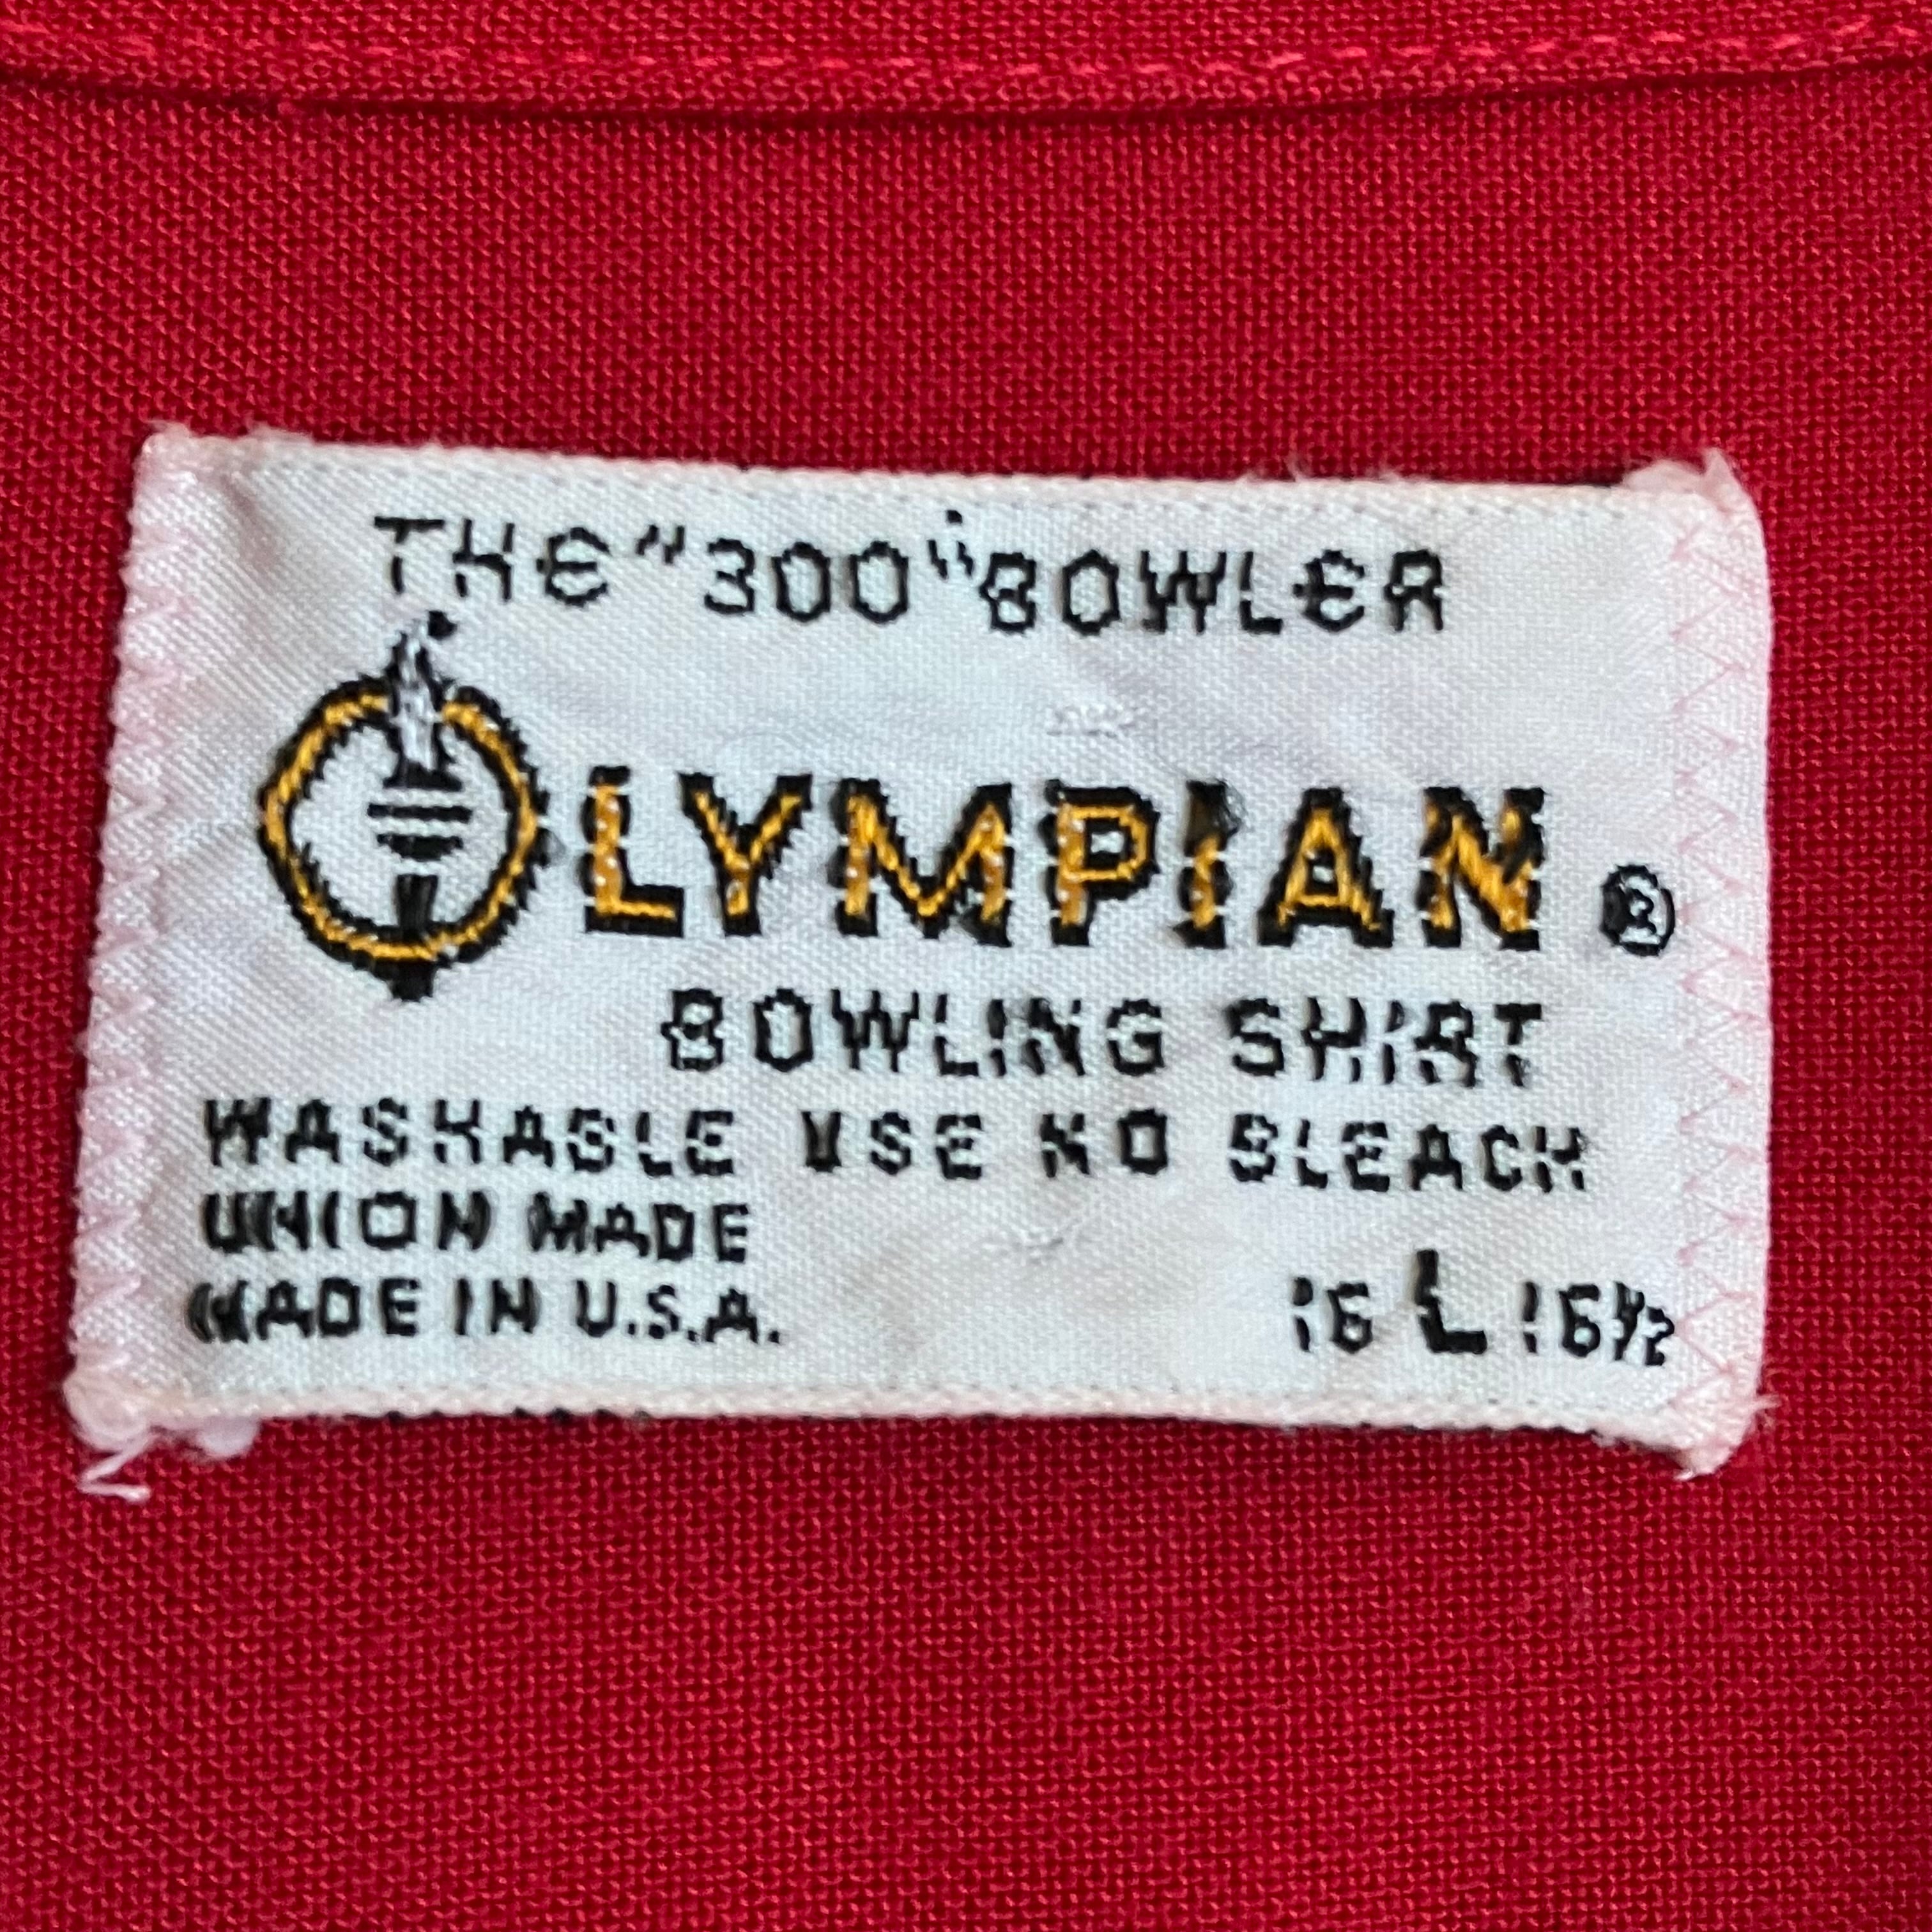 THE "300" BOWLER
OLYMPIAN ®
BOWLING SHIRT
WASHABLE USE NO BLEACH
UNION MADE
MADE IN U.S.A.
16 L 16½